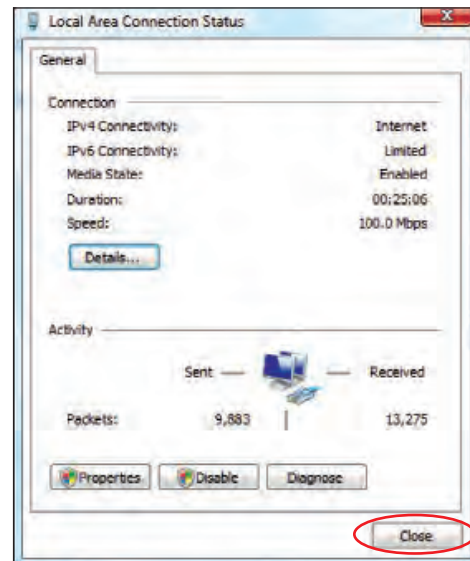 Local Area Connection Status
General
Connection
IPv4 Connectivity: Internet
IPv6 Connectivity: Limited
Media State: Enabled
Duration: 00:25:06
Speed: 100.0 Mbps
Details...
Activity
Sent Received
Packets: 9,883 13,275
Properties Disable Diagnose
Close